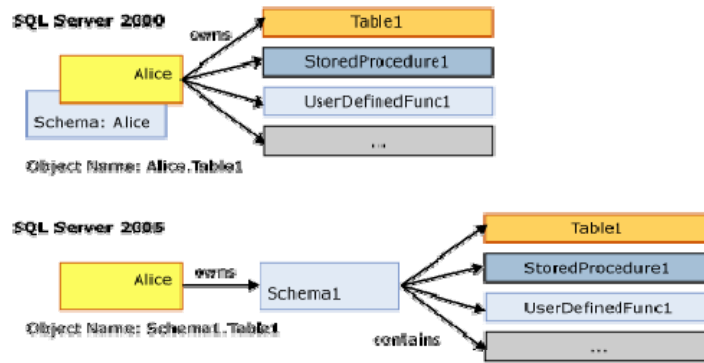 SQL Server 2000
owns
Table1
StoredProcedure1
UserDefinedFunc1
...
Alice
Schema: Alice
Object Name: Alice.Table1
SQL Server 2005
Alice
owns
Schema1
contains
Table1
StoredProcedure1
UserDefinedFunc1
...
Object Name: Schema1.Table1